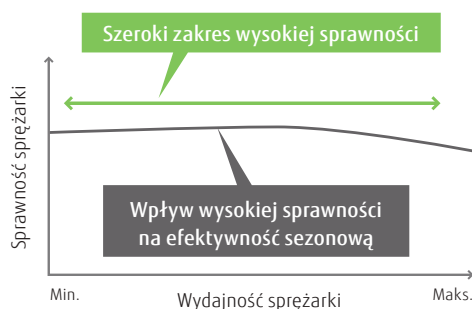 Szeroki zakres wysokiej sprawności
Sprawność sprężarki
Wpływ wysokiej sprawności
na efektywność sezonową
Min.
Wydajność sprężarki
Maks.